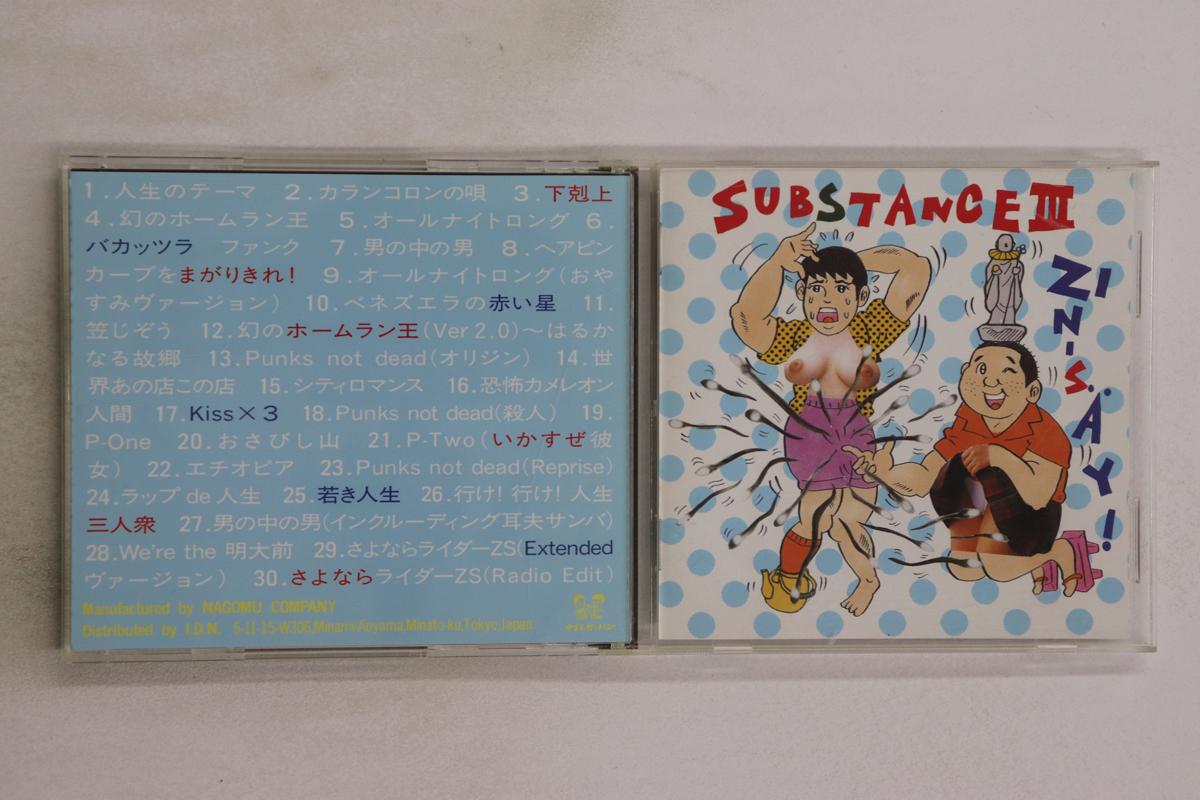 1.人生のテーマ 2.カランコロンの唄 3.下剋上
4.幻のホームラン王 5.オールナイトロング 6.
バカッツラ ファンク 7.男の中の男 8.ヘアピン
カーブをまがりきれ! 9.オールナイトロング(おや
すみヴァージョン) 10.ベネズエラの赤い星 11.
笠じぞう 12.幻のホームラン王(Ver 2.0)~はるか
なる故郷 13.Punks not dead(オリジン) 14.世
界あの店この店 15.シティロマンス 16.恐怖カメレオン
人間 17.Kiss×3 18.Punks not dead(殺人) 19.
P-One 20.おさびし山 21.P-Two(いかすぜ彼
女) 22.エチオピア 23.Punks not dead(Reprise)
24.ラップ de 人生 25.若き人生 26.行け! 行け! 人生
三人衆 27.男の中の男(インクルーディング耳夫サンバ)
28.We're the 明大前 29.さよならライダーZS(Extended
ヴァージョン) 30.さよならライダーZS(Radio Edit)
Manufactured by NAGOMU COMPANY
Distributed by I.D.N. 5-11-15-W306,Minami-Aoyama,Minato-ku,Tokyo,Japan
SUBSTANCE III
ZIN-SÄY!